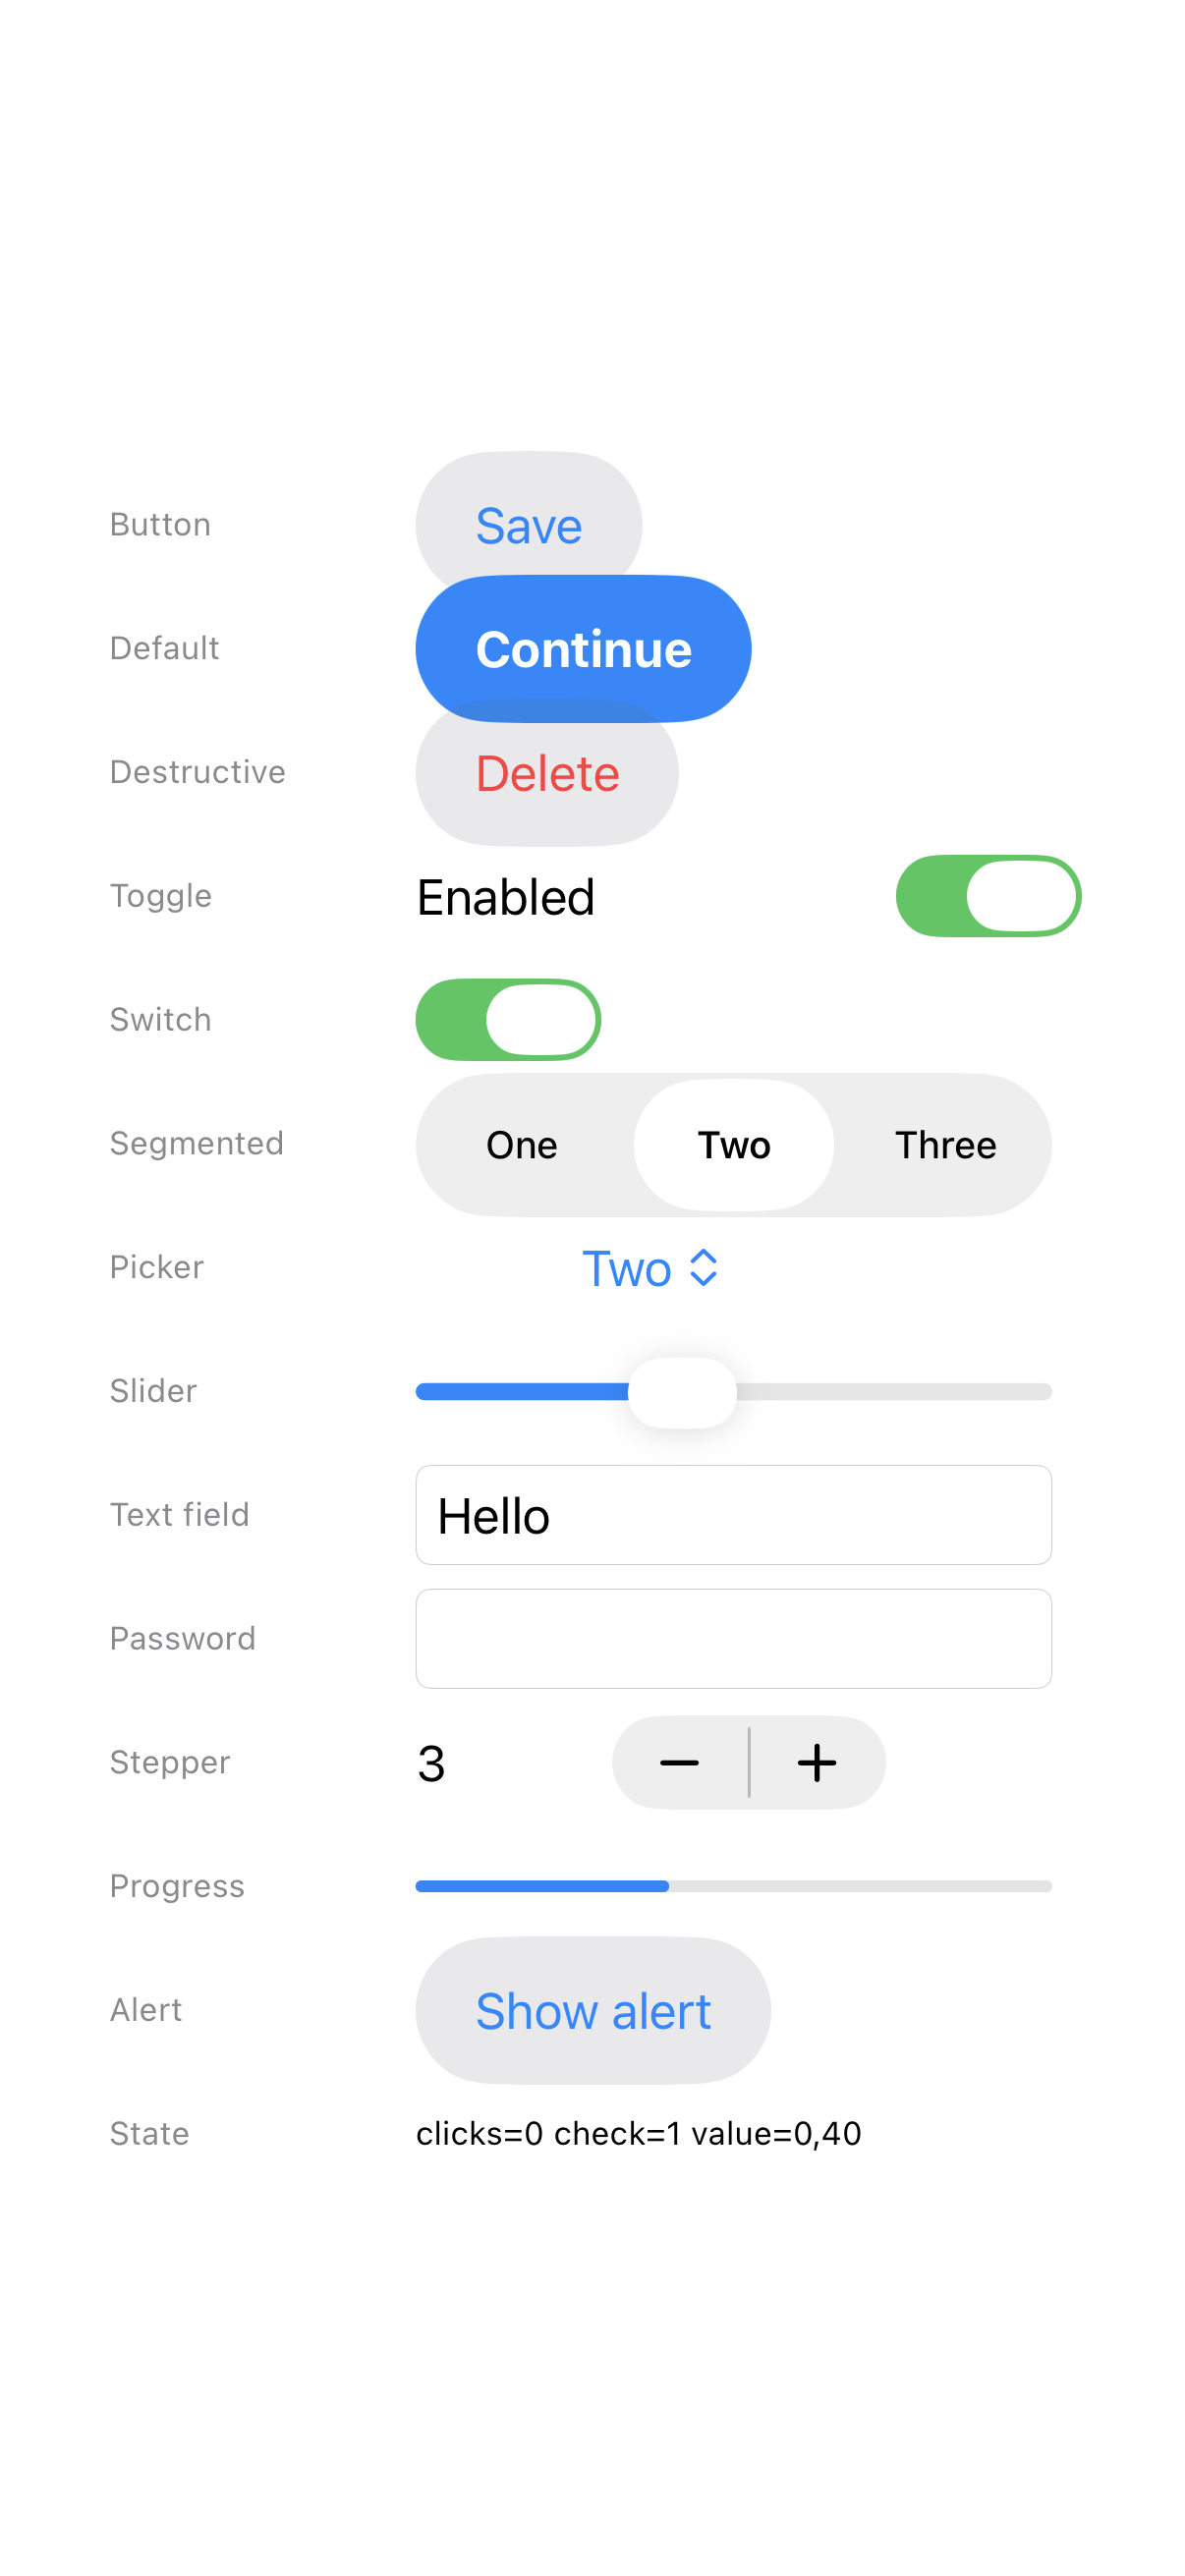 Button Save
Default Continue
Destructive Delete
Toggle Enabled
Switch
Segmented One Two Three
Picker Two
Slider
Text field Hello
Password
Stepper 3 − +
Progress
Alert Show alert
State clicks=0 check=1 value=0,40